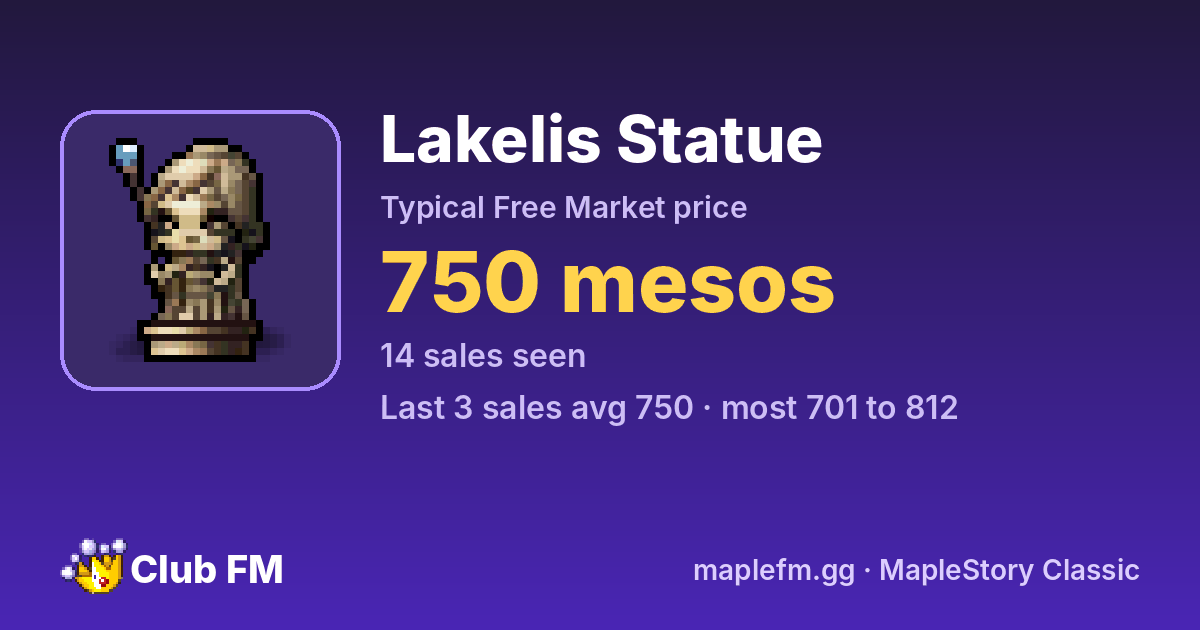 Lakelis Statue
Typical Free Market price
750 mesos
14 sales seen
Last 3 sales avg 750 · most 701 to 812
Club FM
maplefm.gg · MapleStory Classic